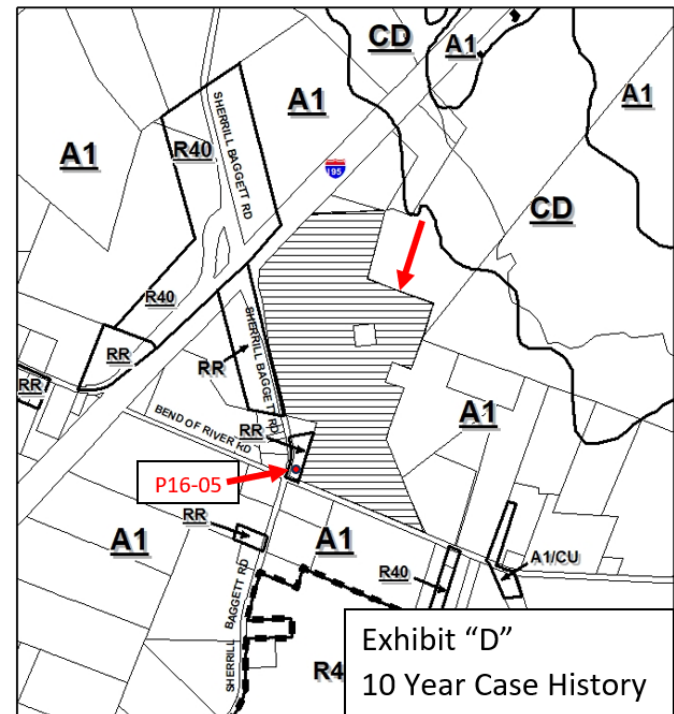 CD
A1
A1
A1
SHERRILL BAGGETT RD
R40
A1
I95
CD
R40
SHERRILL BAGGETT RD
RR
RR
RR
A1
BEND OF RIVER RD
RR
P16-05
RR
A1
A1
A1/CU
R40
SHERRILL BAGGETT RD
Exhibit “D”
10 Year Case History
R4